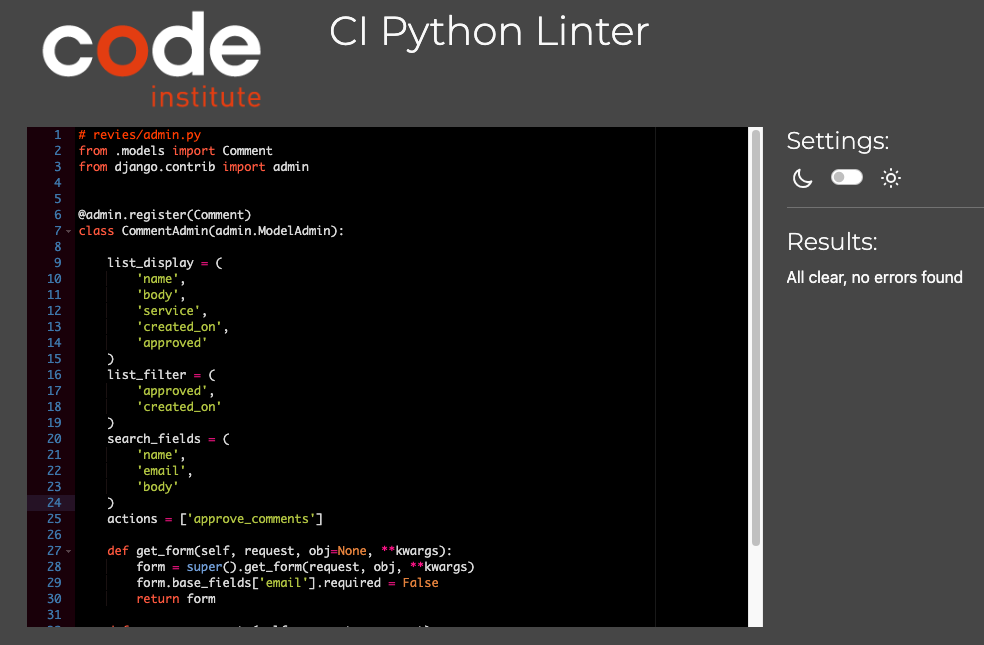 code
institute
CI Python Linter
1 # revies/admin.py
2 from .models import Comment
3 from django.contrib import admin
4
5
6 @admin.register(Comment)
7 class CommentAdmin(admin.ModelAdmin):
8
9     list_display = (
10         'name',
11         'body',
12         'service',
13         'created_on',
14         'approved'
15     )
16     list_filter = (
17         'approved',
18         'created_on'
19     )
20     search_fields = (
21         'name',
22         'email',
23         'body'
24     )
25     actions = ['approve_comments']
26
27     def get_form(self, request, obj=None, **kwargs):
28         form = super().get_form(request, obj, **kwargs)
29         form.base_fields['email'].required = False
30         return form
31
Settings:
Results:
All clear, no errors found